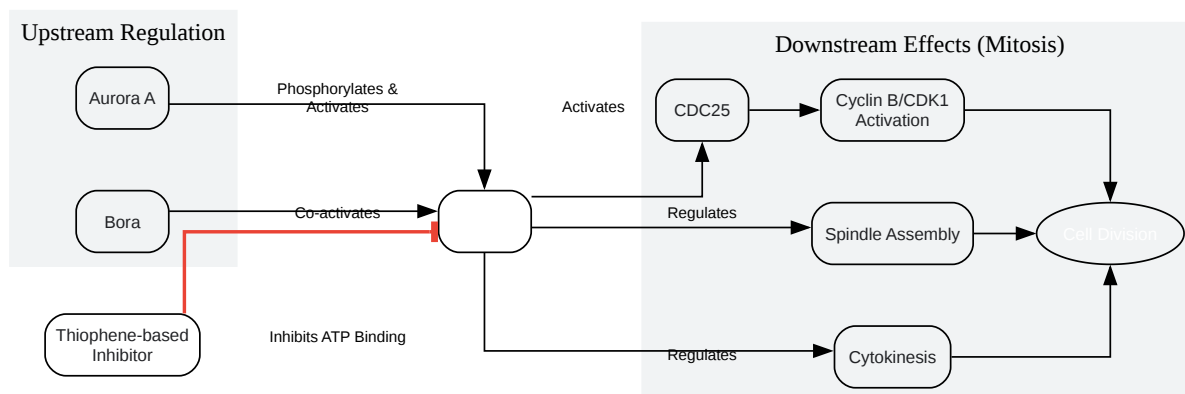 Upstream Regulation
Downstream Effects (Mitosis)
Aurora A
Phosphorylates &
Activates
Activates
CDC25
Cyclin B/CDK1
Activation
Bora
Co-activates
Regulates
Spindle Assembly
Cell Division
Thiophene-based
Inhibitor
Inhibits ATP Binding
Regulates
Cytokinesis